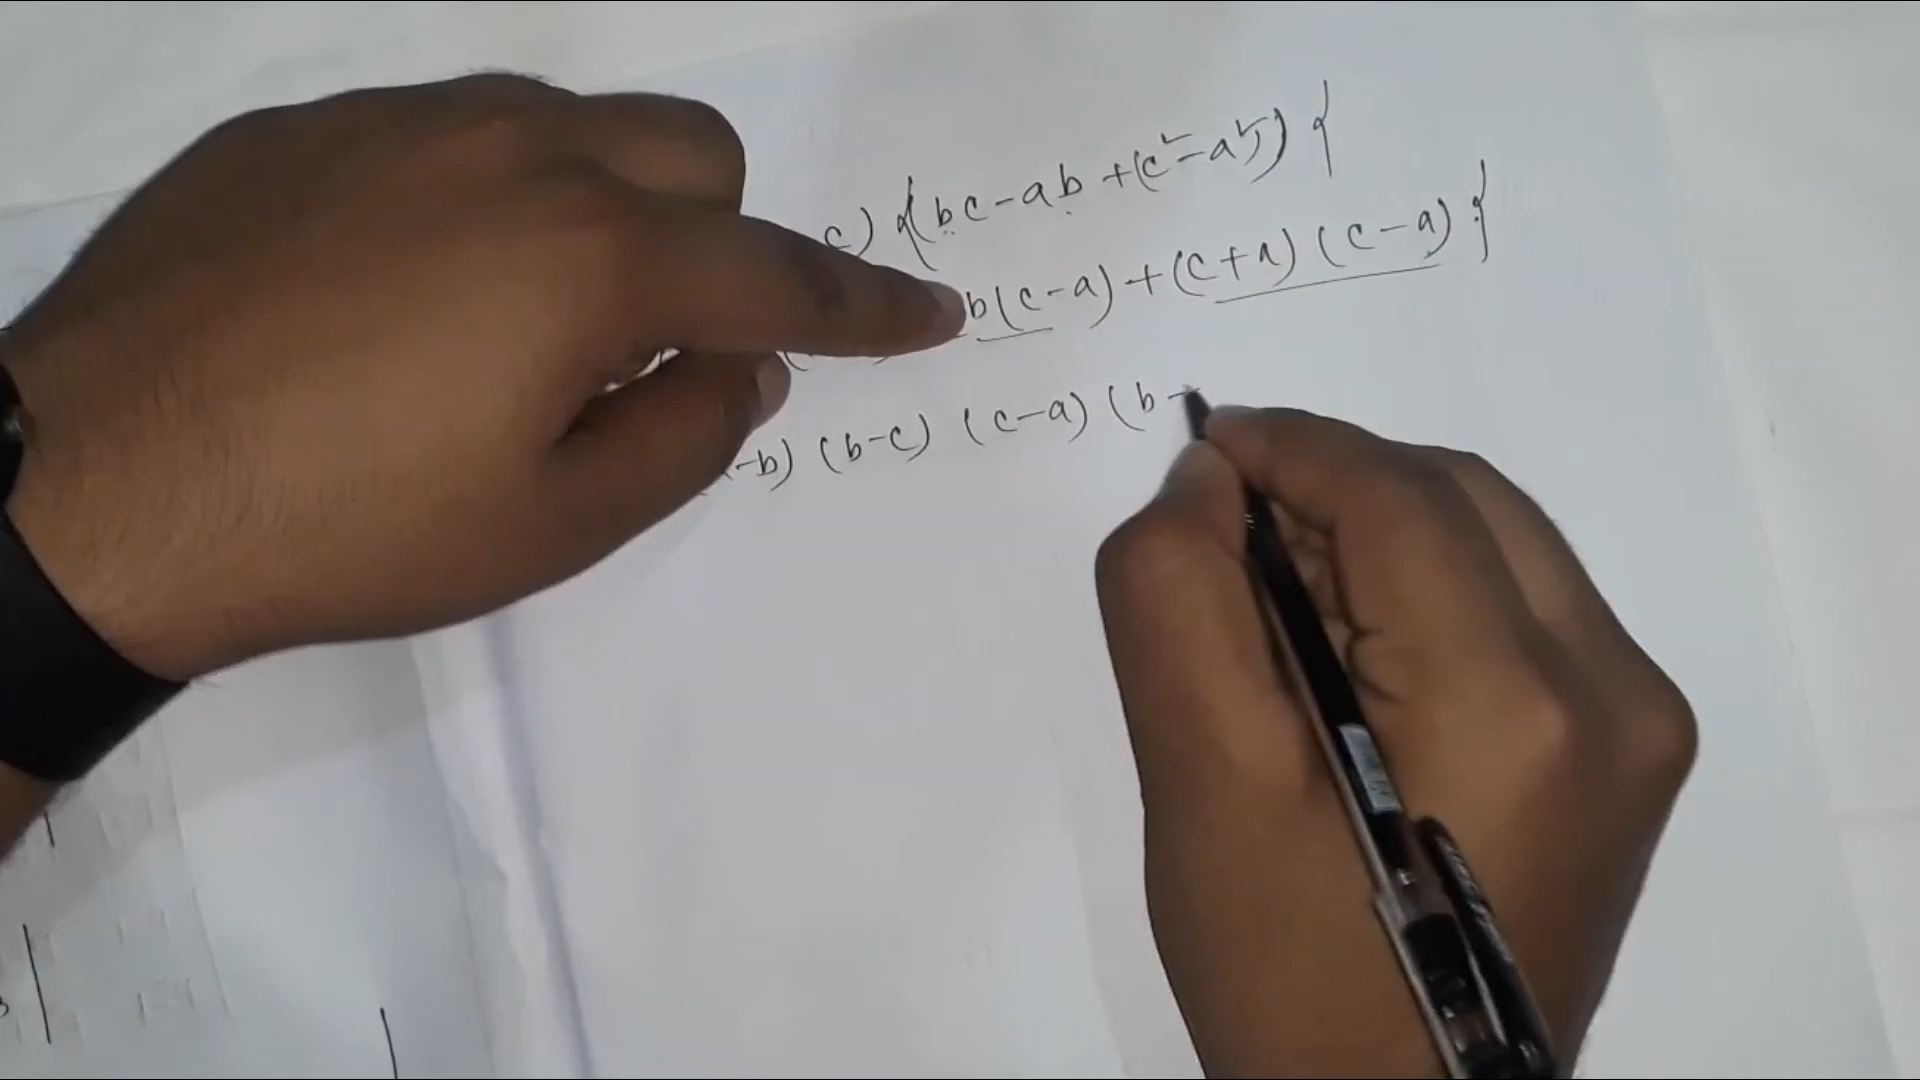 c) {(bc-ab+(c²-a²)}
b(c-a)+(c+a)(c-a)}
-b)(b-c)(c-a)(b+